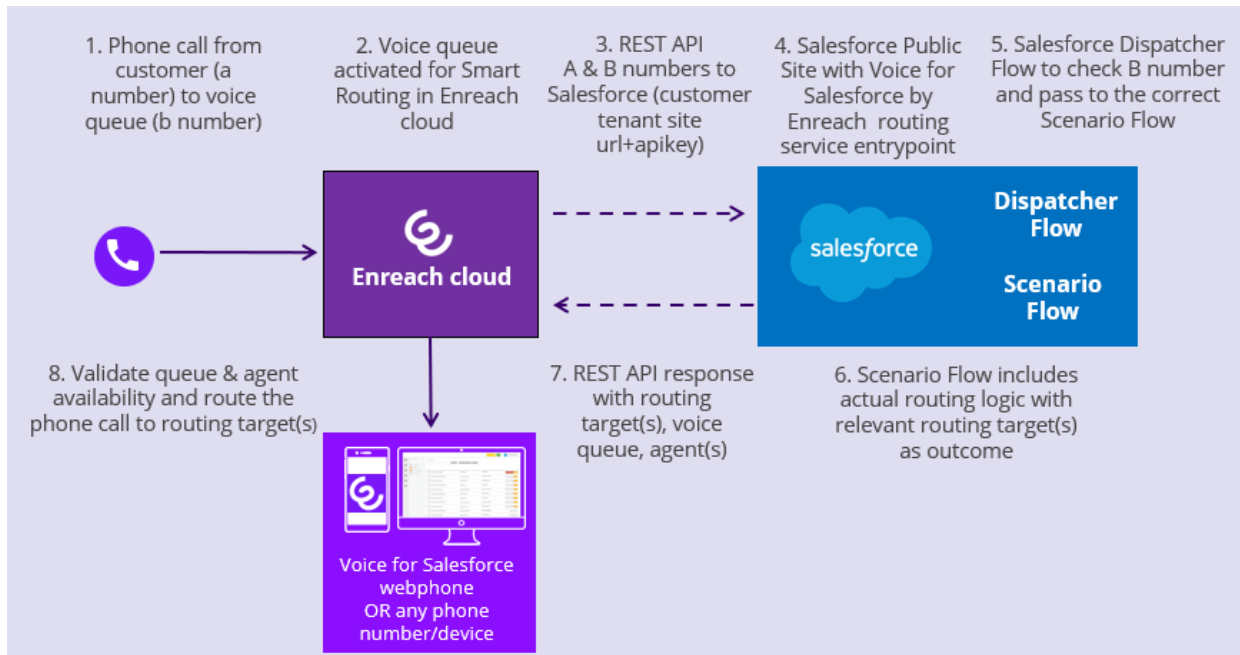 1. Phone call from
customer (a
number) to voice
queue (b number)
2. Voice queue
activated for Smart
Routing in Enreach
cloud
3. REST API
A & B numbers to
Salesforce (customer
tenant site
url+apikey)
4. Salesforce Public
Site with Voice for
Salesforce by
Enreach routing
service entrypoint
5. Salesforce Dispatcher
Flow to check B number
and pass to the correct
Scenario Flow
Enreach cloud
salesforce
Dispatcher
Flow
Scenario
Flow
8. Validate queue & agent
availability and route the
phone call to routing target(s)
7. REST API response
with routing
target(s), voice
queue, agent(s)
6. Scenario Flow includes
actual routing logic with
relevant routing target(s)
as outcome
Voice for Salesforce
webphone
OR any phone
number/device